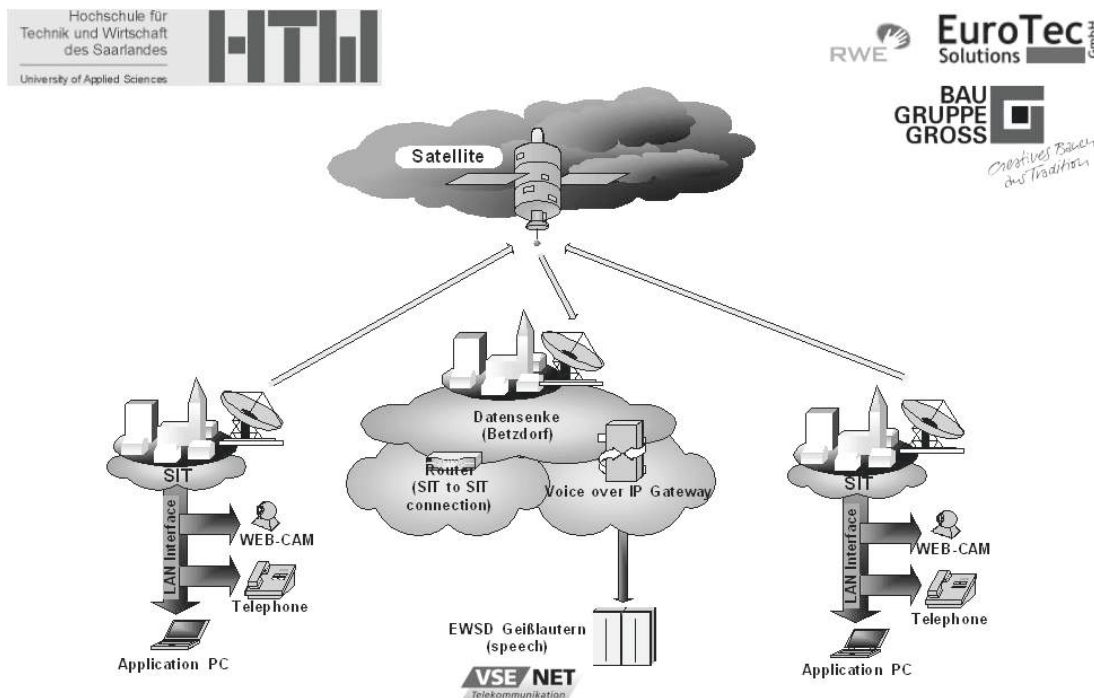 Hochschule für
Technik und Wirtschaft
des Saarlandes
University of Applied Sciences
HTW
RWE
EuroTec
Solutions
GmbH
BAU
GRUPPE
GROSS
Creatives Bauen
aus Tradition
Satellite
Datensenke
(Betzdorf)
Router
(SIT to SIT
connection)
Voice over IP Gateway
SIT
LAN Interface
WEB-CAM
Telephone
Application PC
EWSD Geißlautern
(speech)
VSE NET
Telekommunikation
SIT
LAN Interface
WEB-CAM
Telephone
Application PC